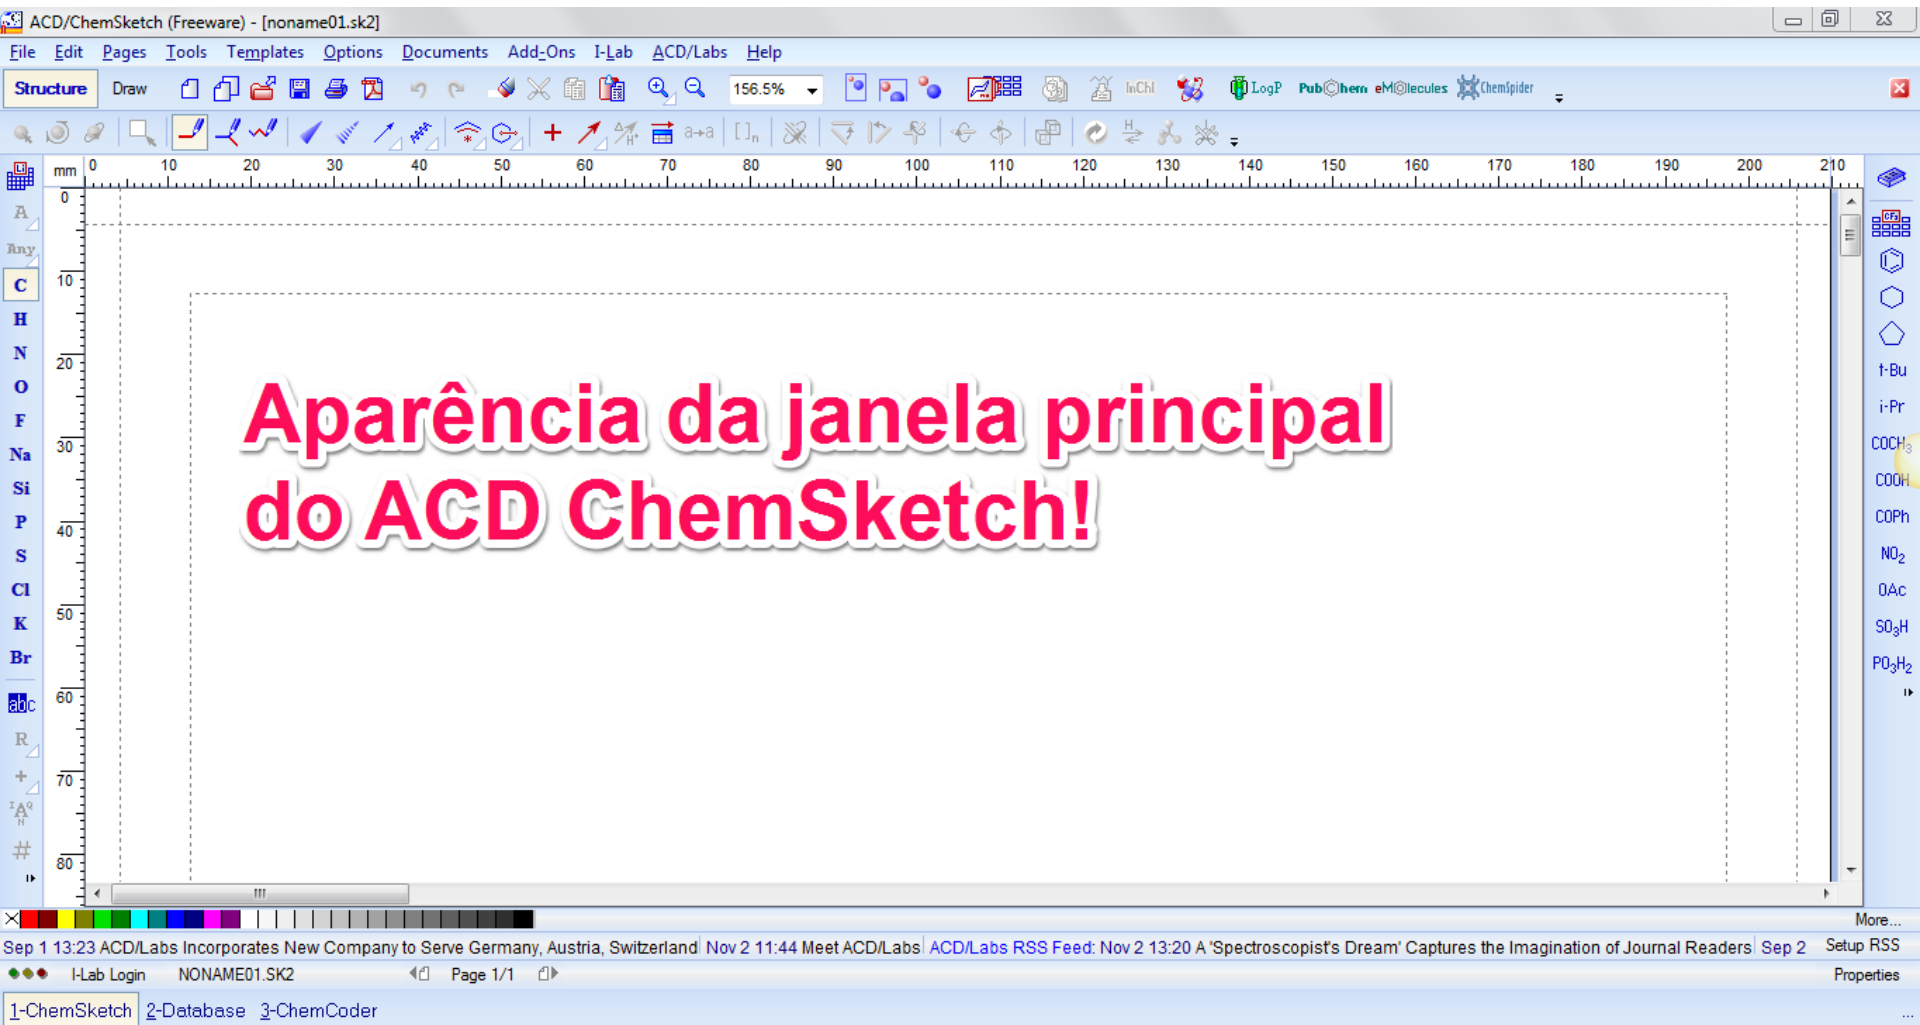 ACD/ChemSketch (Freeware) - [noname01.sk2]
File Edit Pages Tools Templates Options Documents Add-Ons I-Lab ACD/Labs Help
Structure Draw 156.5% InChI LogP PubChem eMolecules ChemSpider
H a→a []n H
Li mm 0 10 20 30 40 50 60 70 80 90 100 110 120 130 140 150 160 170 180 190 200 210
A
Any
C
H
N
O
F
Na
Si
P
S
Cl
K
Br
abc
R
+
#
0
10
20
30
40
50
60
70
80
Aparência da janela principal
do ACD ChemSketch!
CF3
t-Bu
i-Pr
COCH3
COOH
COPh
NO2
OAc
SO3H
PO3H2
More...
Sep 1 13:23 ACD/Labs Incorporates New Company to Serve Germany, Austria, Switzerland Nov 2 11:44 Meet ACD/Labs ACD/Labs RSS Feed: Nov 2 13:20 A 'Spectroscopist's Dream' Captures the Imagination of Journal Readers Sep 2 Setup RSS
I-Lab Login NONAME01.SK2 Page 1/1 Properties
1-ChemSketch 2-Database 3-ChemCoder ...